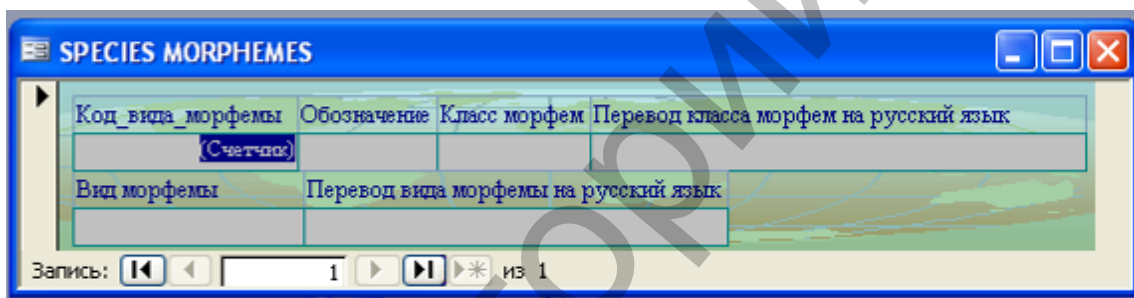 SPECIES MORPHEMES
Код_вида_морфемы Обозначение Класс морфем Перевод класса морфем на русский язык
(Счетчик)
Вид морфемы Перевод вида морфемы на русский язык
Запись: 1 из 1